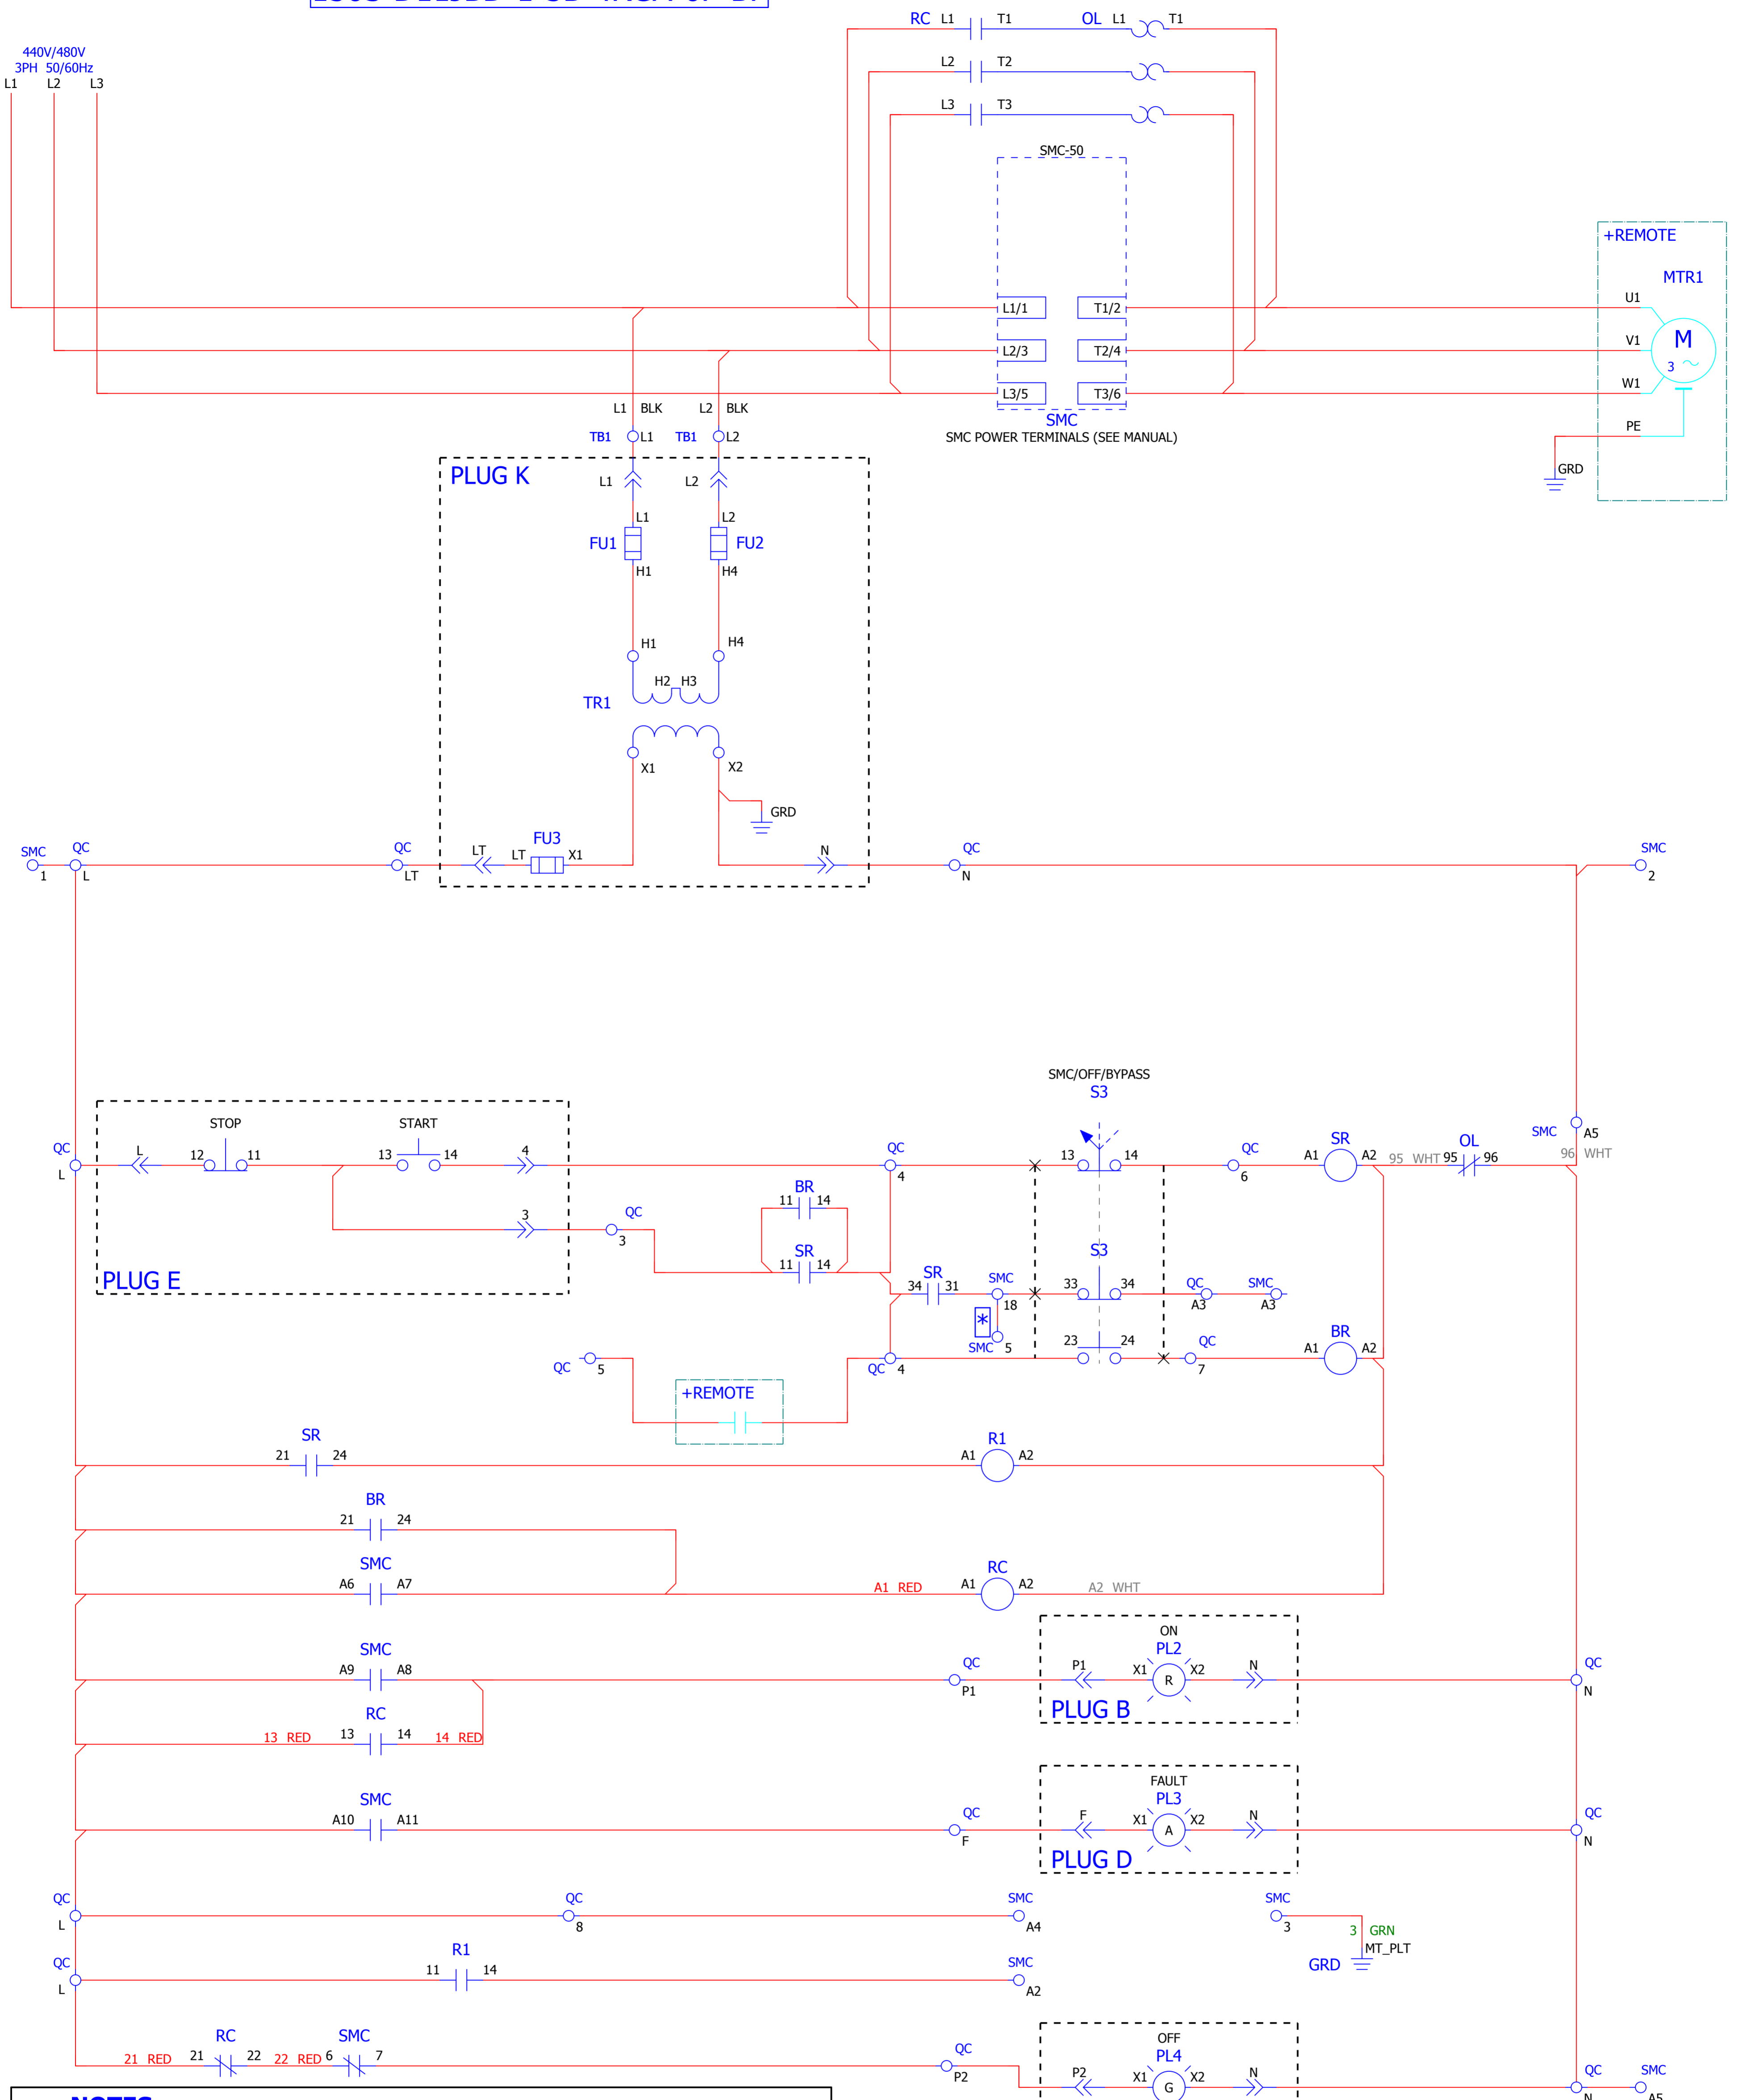 440V/480V
3PH 50/60Hz
L1 L2 L3
RC L1 T1 OL L1 T1
L2 T2
L3 T3
SMC-50
+REMOTE
MTR1
L1/1 T1/2 U1
L2/3 T2/4 V1 M
3
L3/5 T3/6 W1
SMC
SMC POWER TERMINALS (SEE MANUAL)
PE
GRD
L1 BLK L2 BLK
TB1 L1 TB1 L2
PLUG K
L1 L2
L1 L2
FU1 FU2
H1 H4
H1 H4
H2 H3
TR1
X1 X2
GRD
SMC QC QC LT LT FU3 X1 N QC SMC
1 L LT N 2
SMC/OFF/BYPASS
S3
STOP START
QC L 12 11 13 14 4 QC 13 14 QC SR OL SMC A5
L 4 6 A1 A2 95 WHT 95 96 96 WHT
BR
11 14
3 QC
3
SR
11 14
S3
PLUG E
SR
34 31 SMC 33 34 QC SMC
18 A3 A3
*
SMC 5 23 24 QC BR
A1 A2
QC 5 QC 4 7
+REMOTE
SR R1
21 24 A1 A2
BR
21 24
SMC RC
A6 A7 A1 RED A1 A2 A2 WHT
ON
SMC PL2
A9 A8 QC P1 X1 R X2 N QC
P1 N
PLUG B
RC
13 RED 13 14 14 RED
FAULT
SMC PL3
A10 A11 QC F X1 A X2 N QC
F N
PLUG D
QC QC SMC SMC
L 8 A4 3
3 GRN
MT_PLT
GRD
QC R1 SMC
L 11 14 A2
OFF
RC SMC PL4
21 RED 21 22 22 RED 6 7 QC P2 X1 G X2 N QC SMC
P2